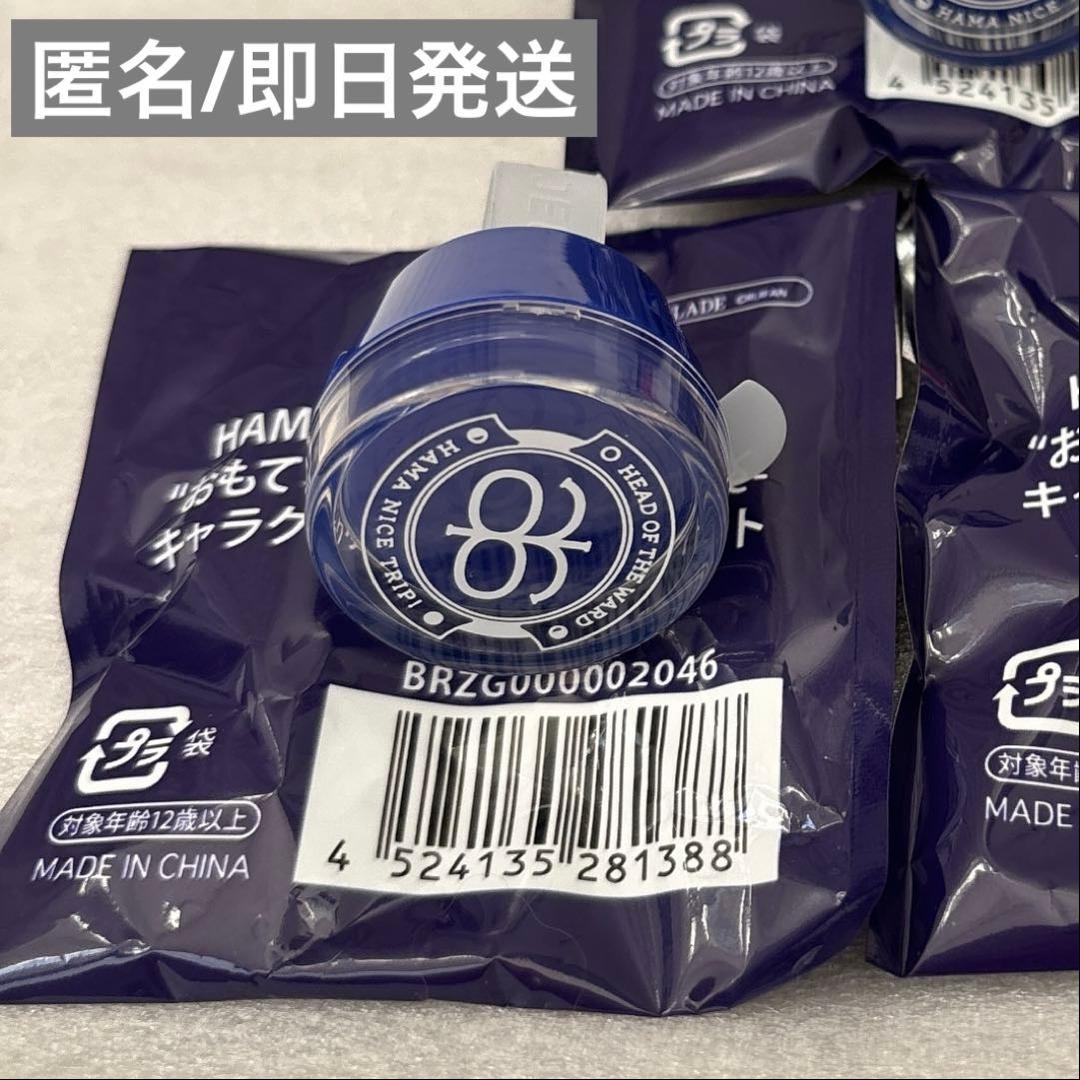 匿名/即日発送
HAMA NICE
プラ 袋
対象年齢12歳以上
MADE IN CHINA
4 524135
LADE
HAM
"おもて
キャラク
ト
HAMA NICE TRIP!
HEAD OF THE WARD
BRZG000002046
プラ 袋
対象年齢12歳以上
MADE IN CHINA
4 524135 281388
"お
キャ
プラ
対象年
MADE